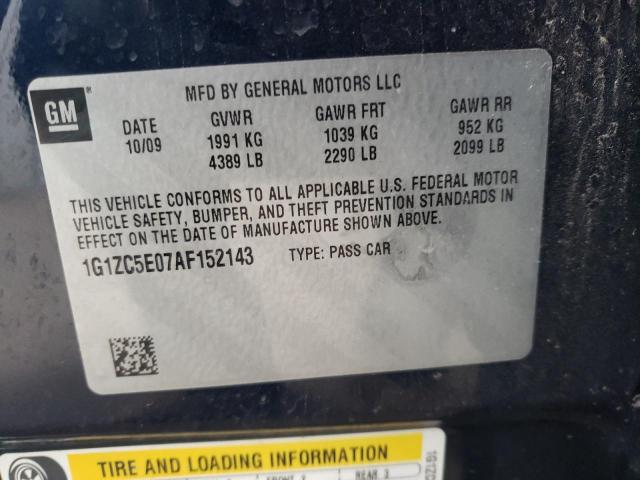 GM
MFD BY GENERAL MOTORS LLC
DATE GVWR GAWR FRT GAWR RR
10/09 1991 KG 1039 KG 952 KG
4389 LB 2290 LB 2099 LB
THIS VEHICLE CONFORMS TO ALL APPLICABLE U.S. FEDERAL MOTOR
VEHICLE SAFETY, BUMPER, AND THEFT PREVENTION STANDARDS IN
EFFECT ON THE DATE OF MANUFACTURE SHOWN ABOVE.
1G1ZC5E07AF152143 TYPE: PASS CAR
TIRE AND LOADING INFORMATION